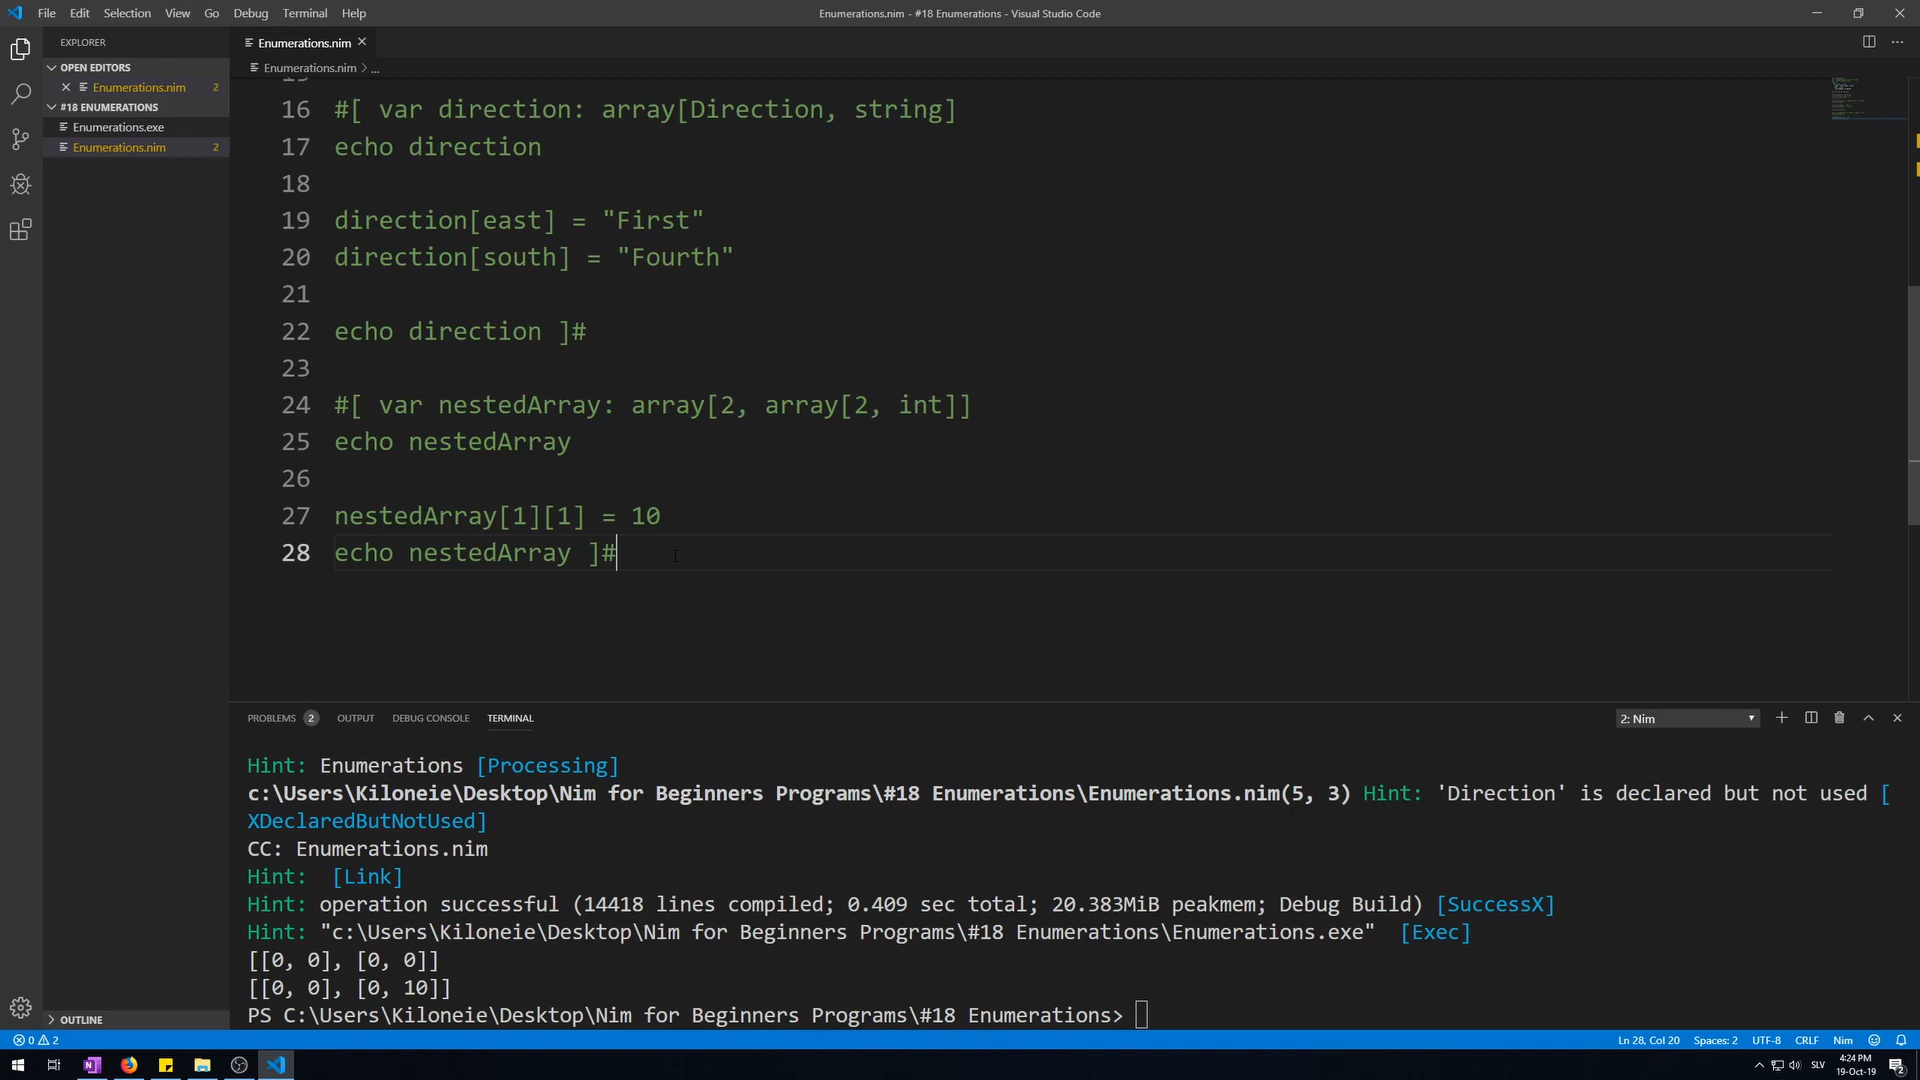 File Edit Selection View Go Debug Terminal Help
Enumerations.nim - #18 Enumerations - Visual Studio Code
EXPLORER
OPEN EDITORS
Enumerations.nim 2
#18 ENUMERATIONS
Enumerations.exe
Enumerations.nim 2
OUTLINE
Enumerations.nim
Enumerations.nim > ...
16 #[ var direction: array[Direction, string]
17 echo direction
18
19 direction[east] = "First"
20 direction[south] = "Fourth"
21
22 echo direction ]#
23
24 #[ var nestedArray: array[2, array[2, int]]
25 echo nestedArray
26
27 nestedArray[1][1] = 10
28 echo nestedArray ]#
PROBLEMS 2 OUTPUT DEBUG CONSOLE TERMINAL
2: Nim
Hint: Enumerations [Processing]
c:\Users\Kiloneie\Desktop\Nim for Beginners Programs\#18 Enumerations\Enumerations.nim(5, 3) Hint: 'Direction' is declared but not used [
XDeclaredButNotUsed]
CC: Enumerations.nim
Hint:  [Link]
Hint: operation successful (14418 lines compiled; 0.409 sec total; 20.383MiB peakmem; Debug Build) [SuccessX]
Hint: "c:\Users\Kiloneie\Desktop\Nim for Beginners Programs\#18 Enumerations\Enumerations.exe"  [Exec]
[[0, 0], [0, 0]]
[[0, 0], [0, 10]]
PS C:\Users\Kiloneie\Desktop\Nim for Beginners Programs\#18 Enumerations>
0 2
Ln 28, Col 20 Spaces: 2 UTF-8 CRLF Nim
SLV
4:24 PM
19-Oct-19
2